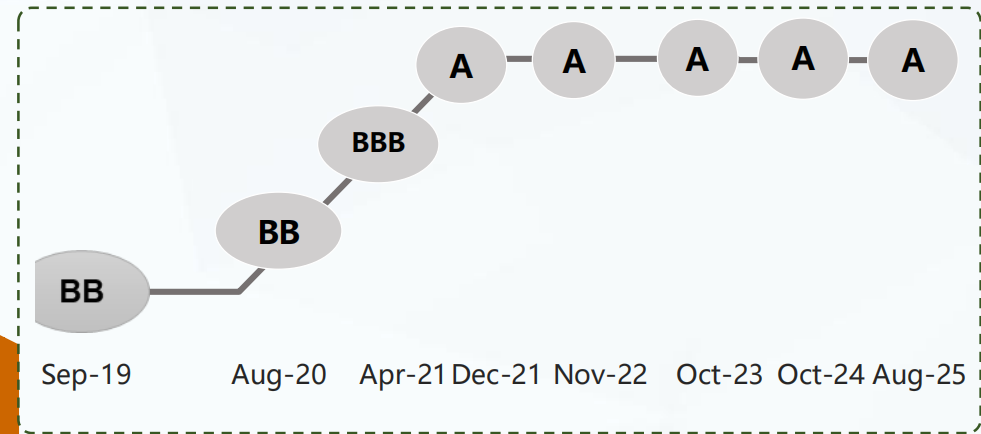 A A A A A
BBB
BB
BB
Sep-19 Aug-20 Apr-21 Dec-21 Nov-22 Oct-23 Oct-24 Aug-25